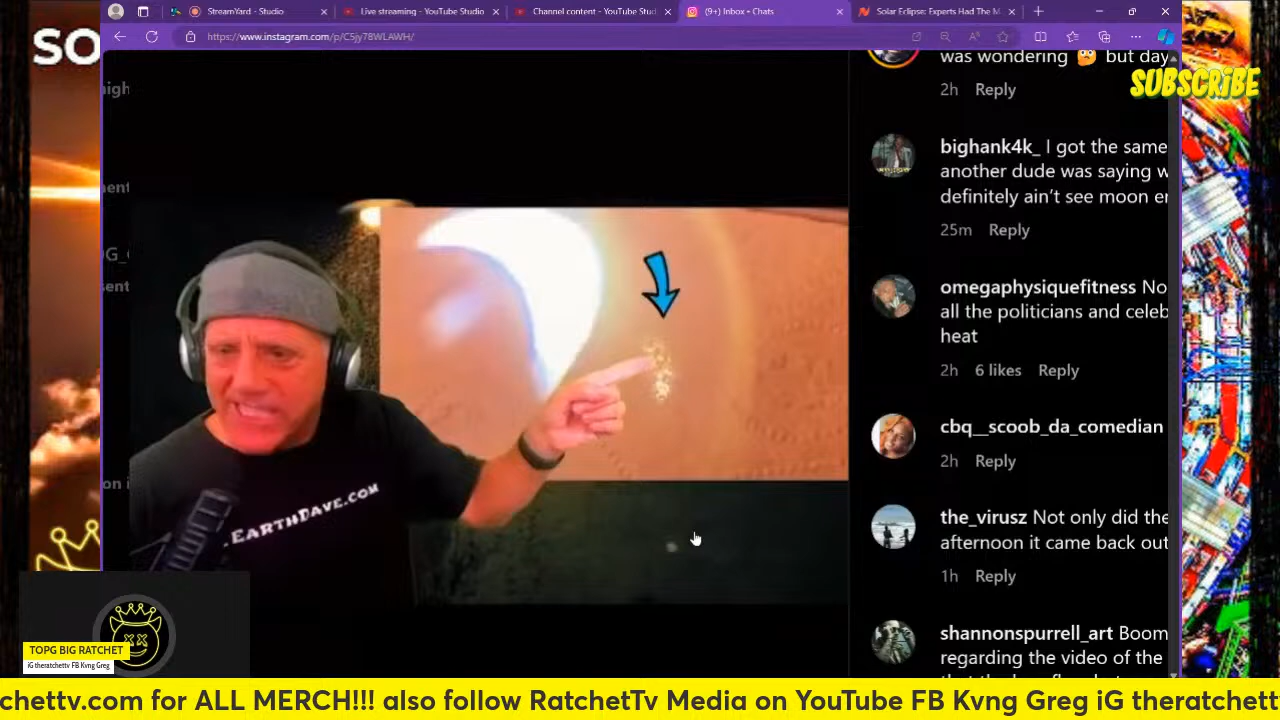 SO
StreamYard - Studio
Live streaming - YouTube Studio
Channel content - YouTube Stud
(9+) Inbox • Chats
Solar Eclipse: Experts Had The M
https://www.instagram.com/p/C5jy78WLAWH/
was wondering 🤔 but day
SUBSCRIBE
2h Reply
bighank4k_ I got the same
another dude was saying w
definitely ain't see moon er
25m Reply
omegaphysiquefitness No
all the politicians and celeb
heat
2h 6 likes Reply
cbq__scoob_da_comedian
2h Reply
the_virusz Not only did the
afternoon it came back out
1h Reply
shannonspurrell_art Boom
regarding the video of the
.EarthDave.com
TOPG BIG RATCHET
iG theratchettv FB Kvng Greg
chettv.com for ALL MERCH!!! also follow RatchetTv Media on YouTube FB Kvng Greg iG theratchett